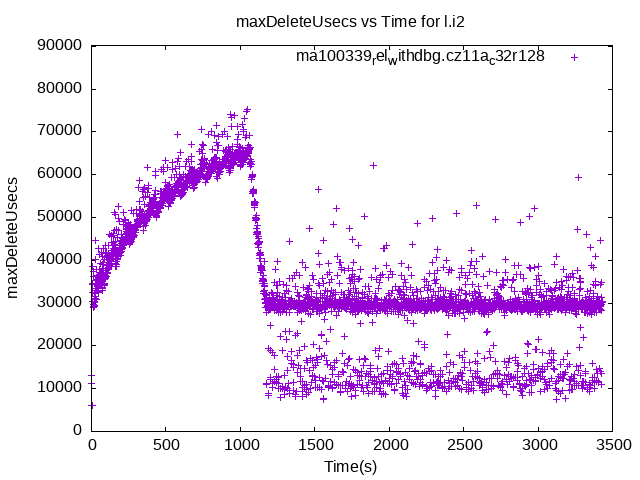 maxDeleteUsecs vs Time for l.i2
ma100339relwithdbg.cz11ac32r128
90000
80000
70000
60000
50000
40000
30000
20000
10000
0
maxDeleteUsecs
0 500 1000 1500 2000 2500 3000 3500
Time(s)